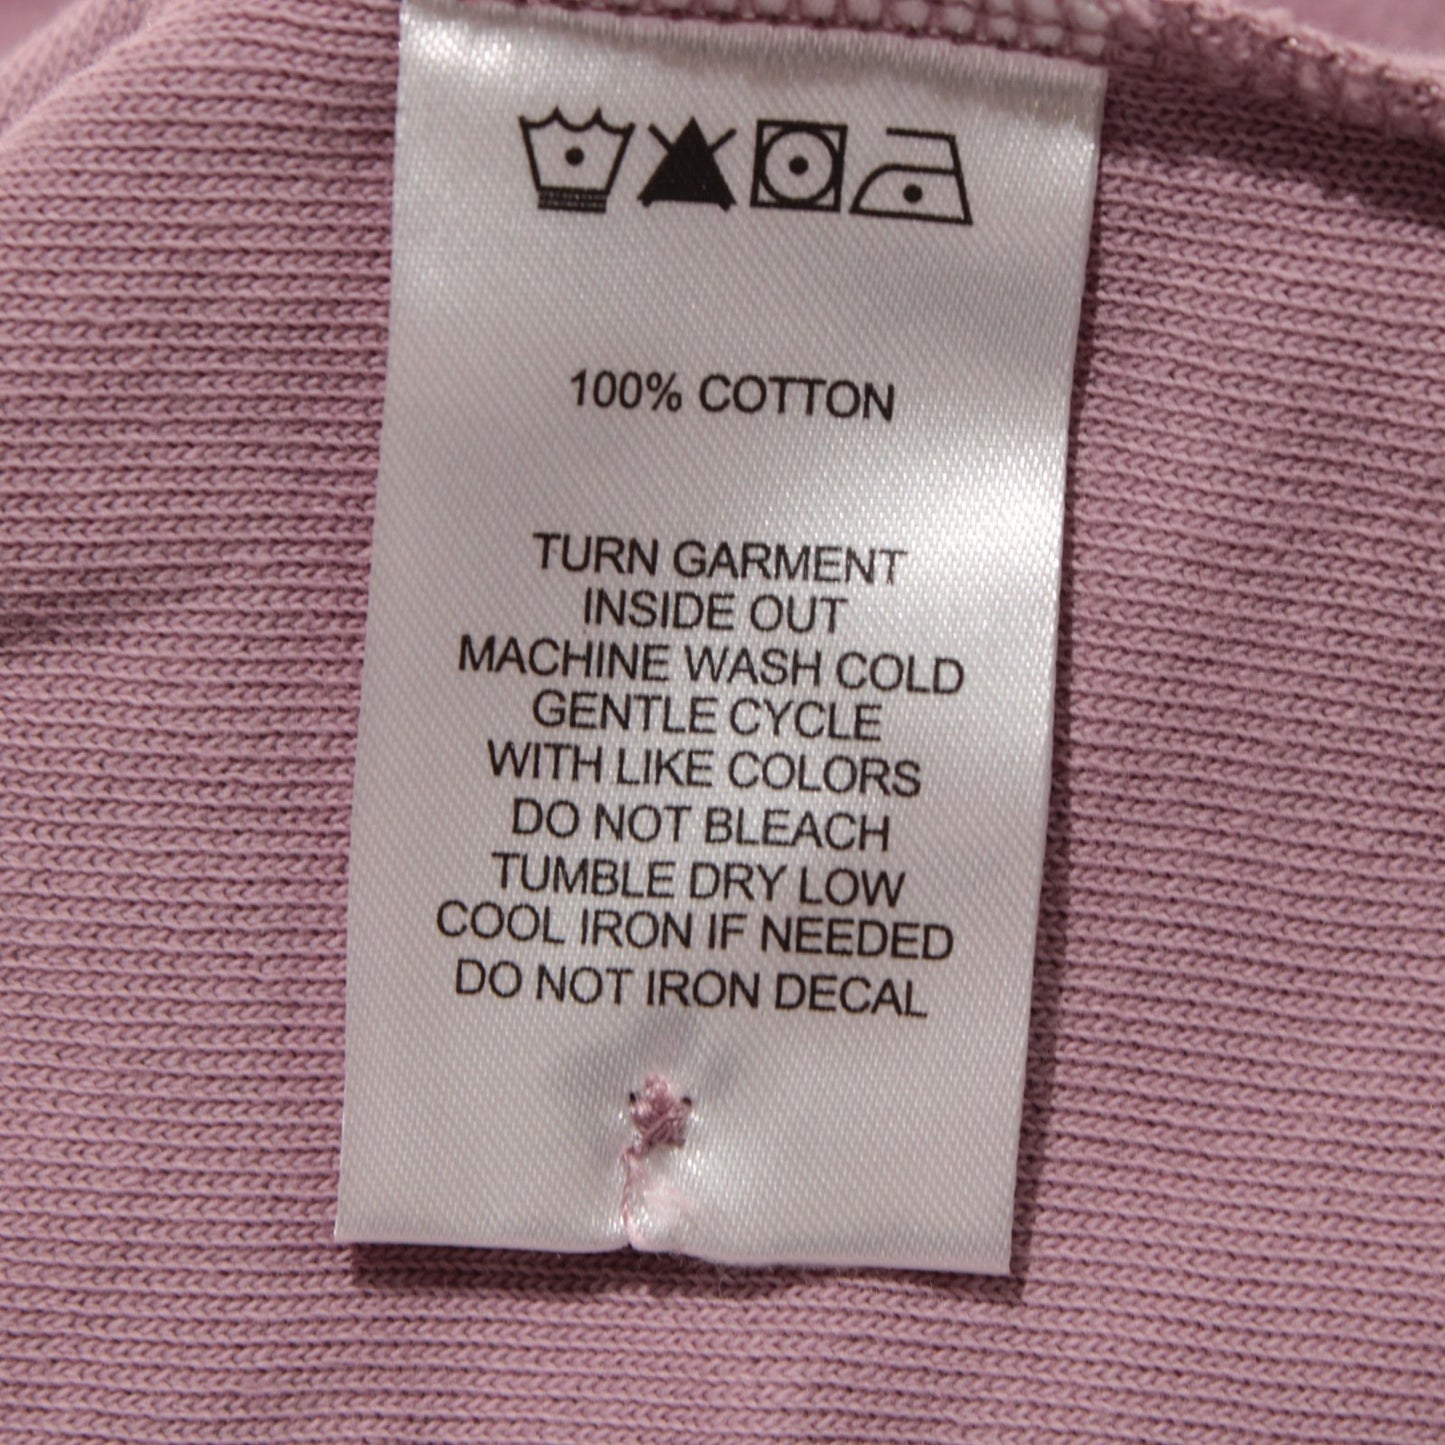 100% COTTON
TURN GARMENT
INSIDE OUT
MACHINE WASH COLD
GENTLE CYCLE
WITH LIKE COLORS
DO NOT BLEACH
TUMBLE DRY LOW
COOL IRON IF NEEDED
DO NOT IRON DECAL